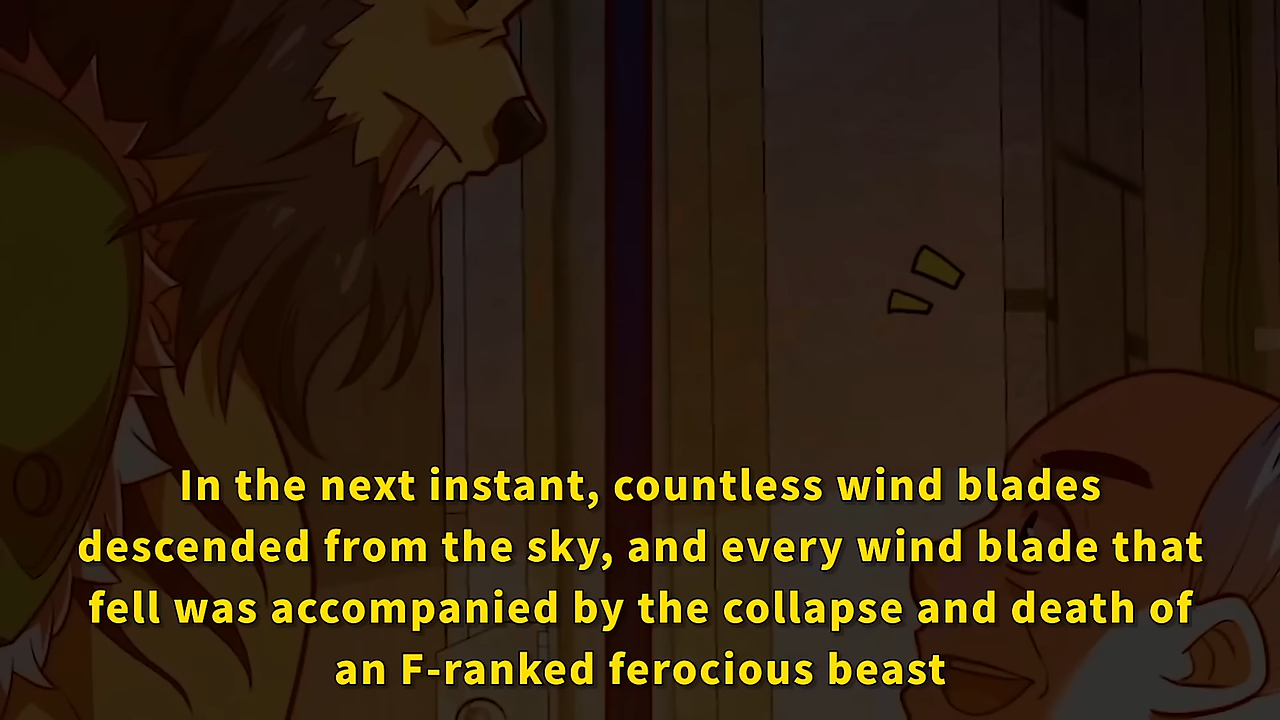 In the next instant, countless wind blades
descended from the sky, and every wind blade that
fell was accompanied by the collapse and death of
an F-ranked ferocious beast